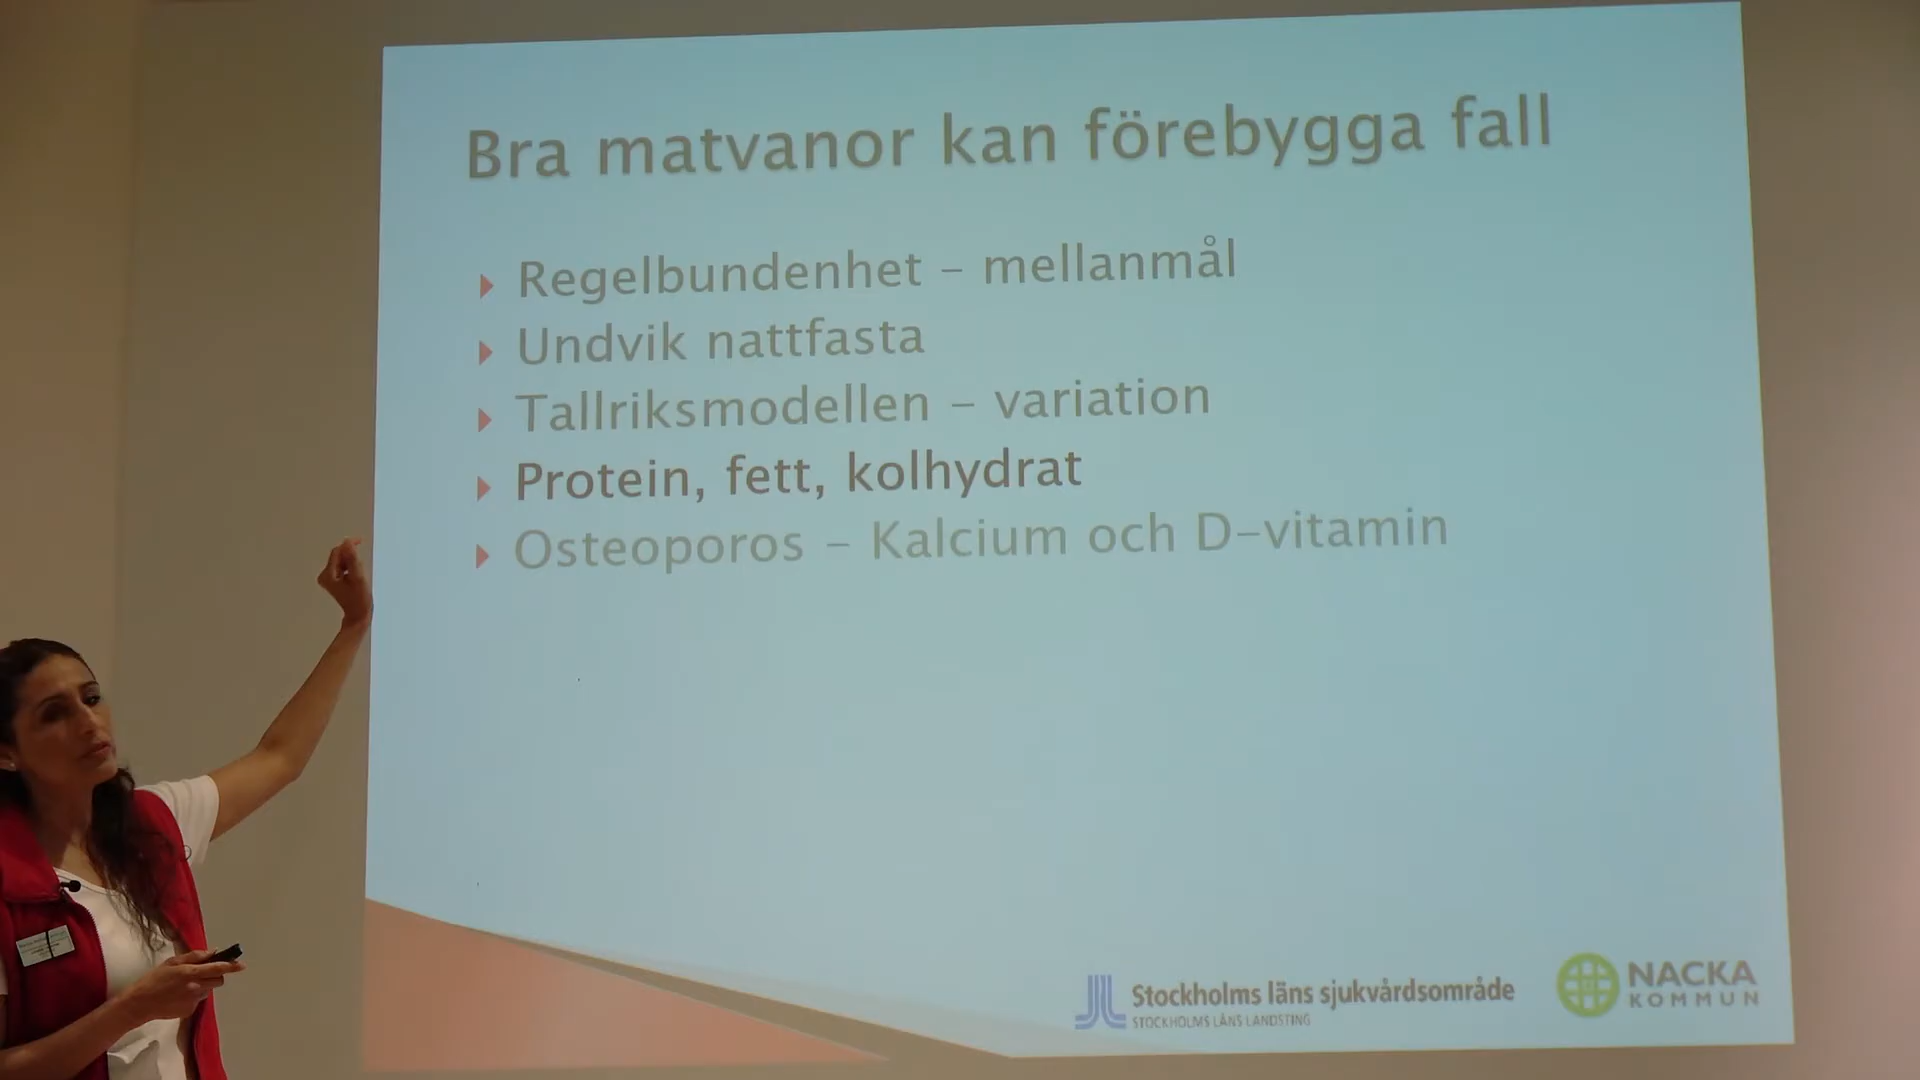 Bra matvanor kan förebygga fall
Regelbundenhet – mellanmål
Undvik nattfasta
Tallriksmodellen – variation
Protein, fett, kolhydrat
Osteoporos – Kalcium och D-vitamin
Stockholms läns sjukvårdsområde
STOCKHOLMS LÄNS LANDSTING
NACKA
KOMMUN